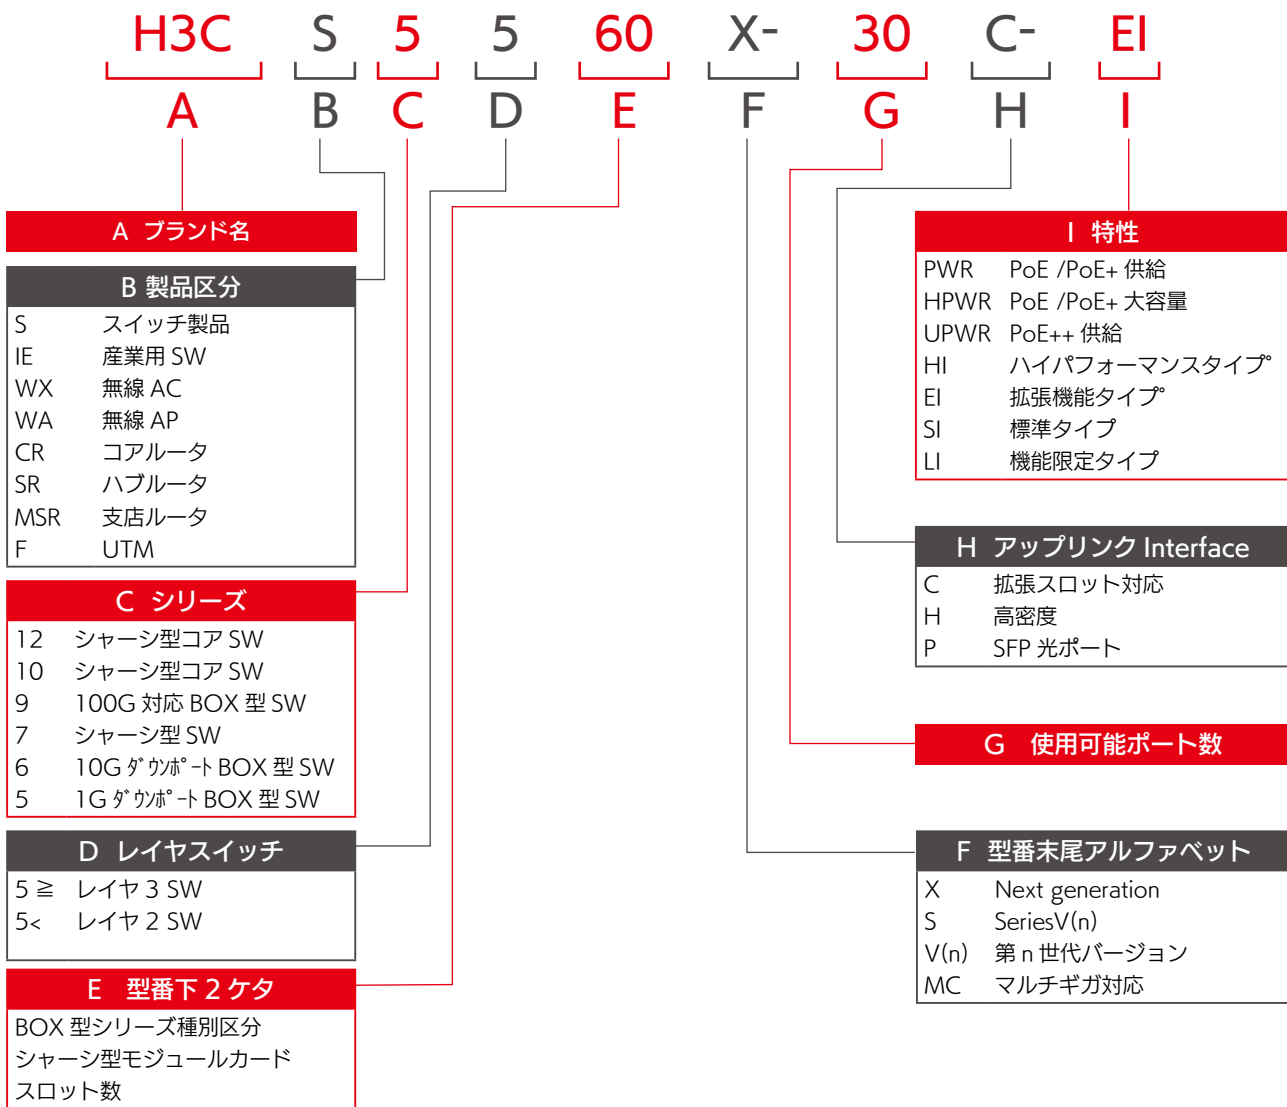 H3C S 5 5 60 X- 30 C- EI
A B C D E F G H I
A ブランド名
B 製品区分
S スイッチ製品
IE 産業用 SW
WX 無線 AC
WA 無線 AP
CR コアルータ
SR ハブルータ
MSR 支店ルータ
F UTM
C シリーズ
12 シャーシ型コア SW
10 シャーシ型コア SW
9 100G 対応 BOX 型 SW
7 シャーシ型 SW
6 10G ﾀﾞｳﾝﾎﾟｰﾄ BOX 型 SW
5 1G ﾀﾞｳﾝﾎﾟｰﾄ BOX 型 SW
D レイヤスイッチ
5 ≧ レイヤ 3 SW
5< レイヤ 2 SW
E 型番下 2 ケタ
BOX 型シリーズ種別区分
シャーシ型モジュールカード
スロット数
I 特性
PWR PoE /PoE+ 供給
HPWR PoE /PoE+ 大容量
UPWR PoE++ 供給
HI ハイパフォーマンスタイプ
EI 拡張機能タイプ
SI 標準タイプ
LI 機能限定タイプ
H アップリンク Interface
C 拡張スロット対応
H 高密度
P SFP 光ポート
G 使用可能ポート数
F 型番末尾アルファベット
X Next generation
S SeriesV(n)
V(n) 第 n 世代バージョン
MC マルチギガ対応